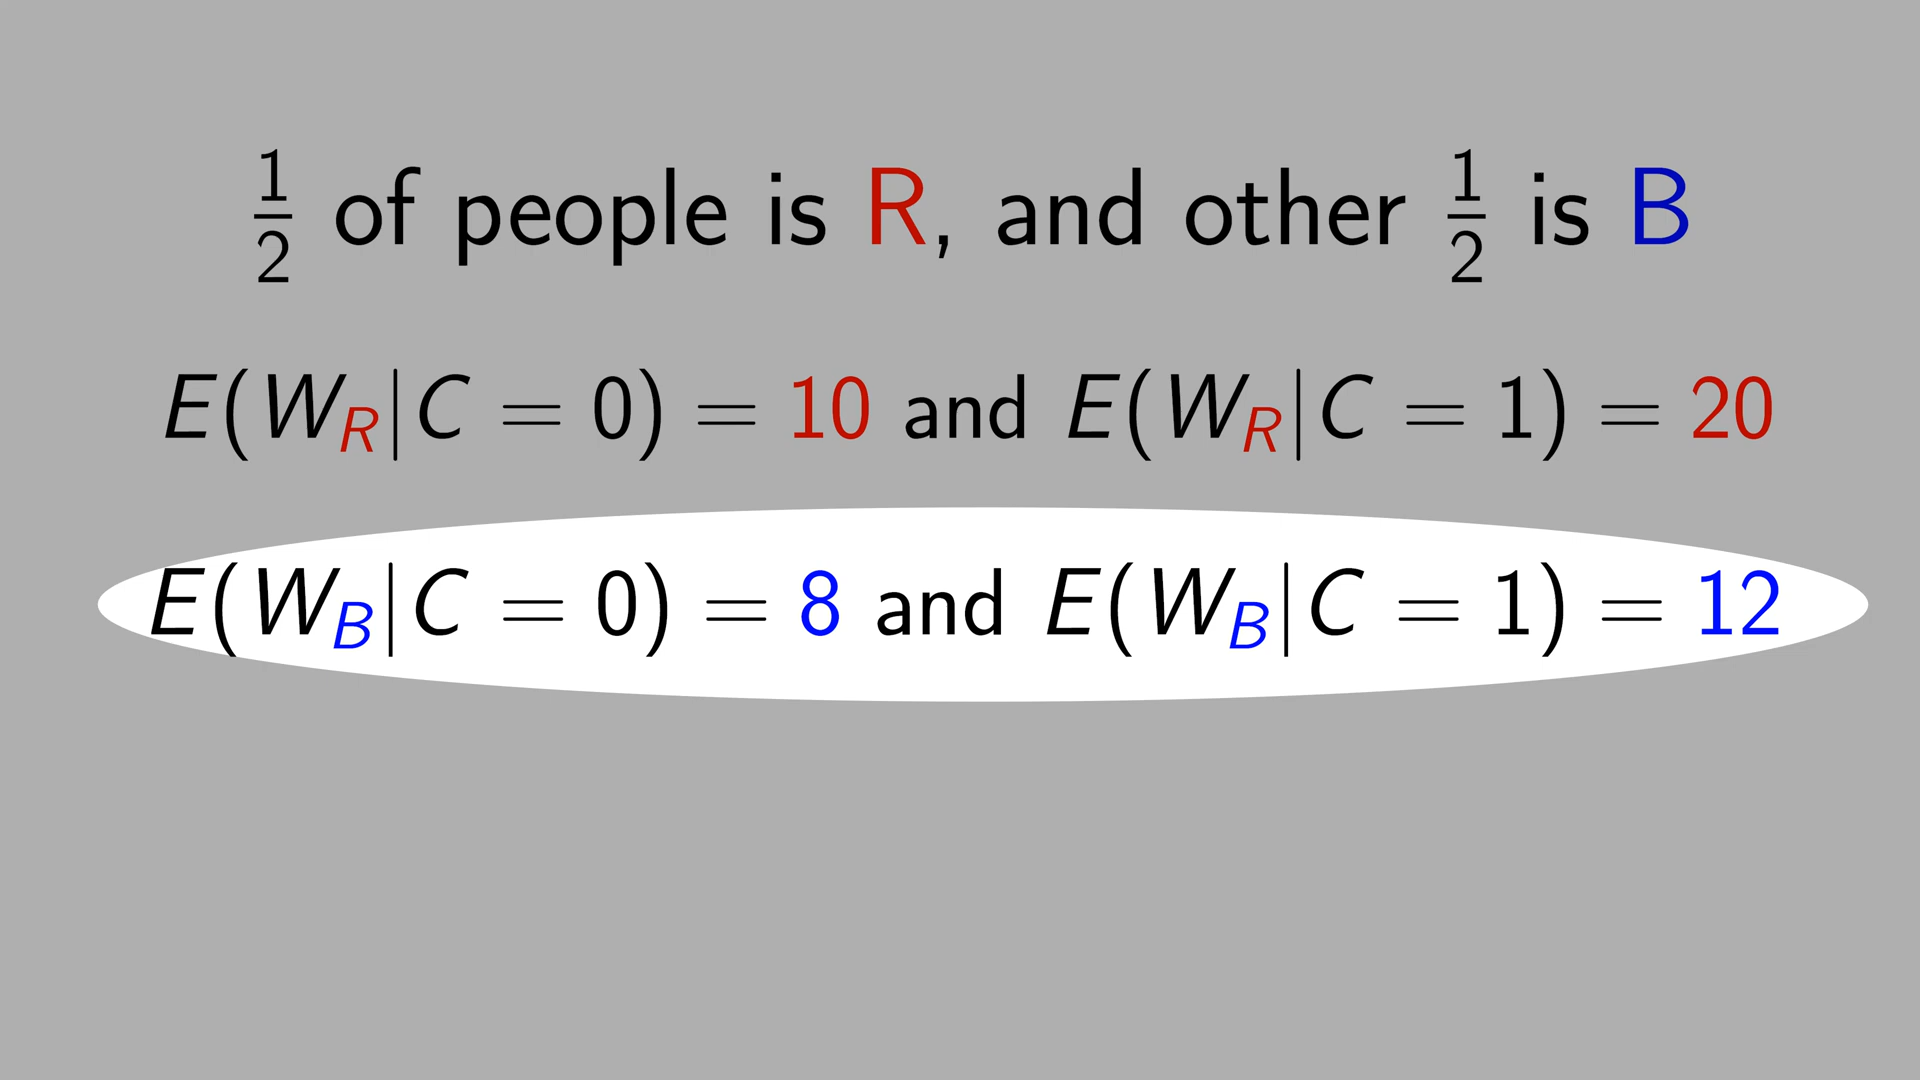 1/2 of people is R, and other 1/2 is B
E(W_R|C = 0) = 10 and E(W_R|C = 1) = 20
E(W_B|C = 0) = 8 and E(W_B|C = 1) = 12